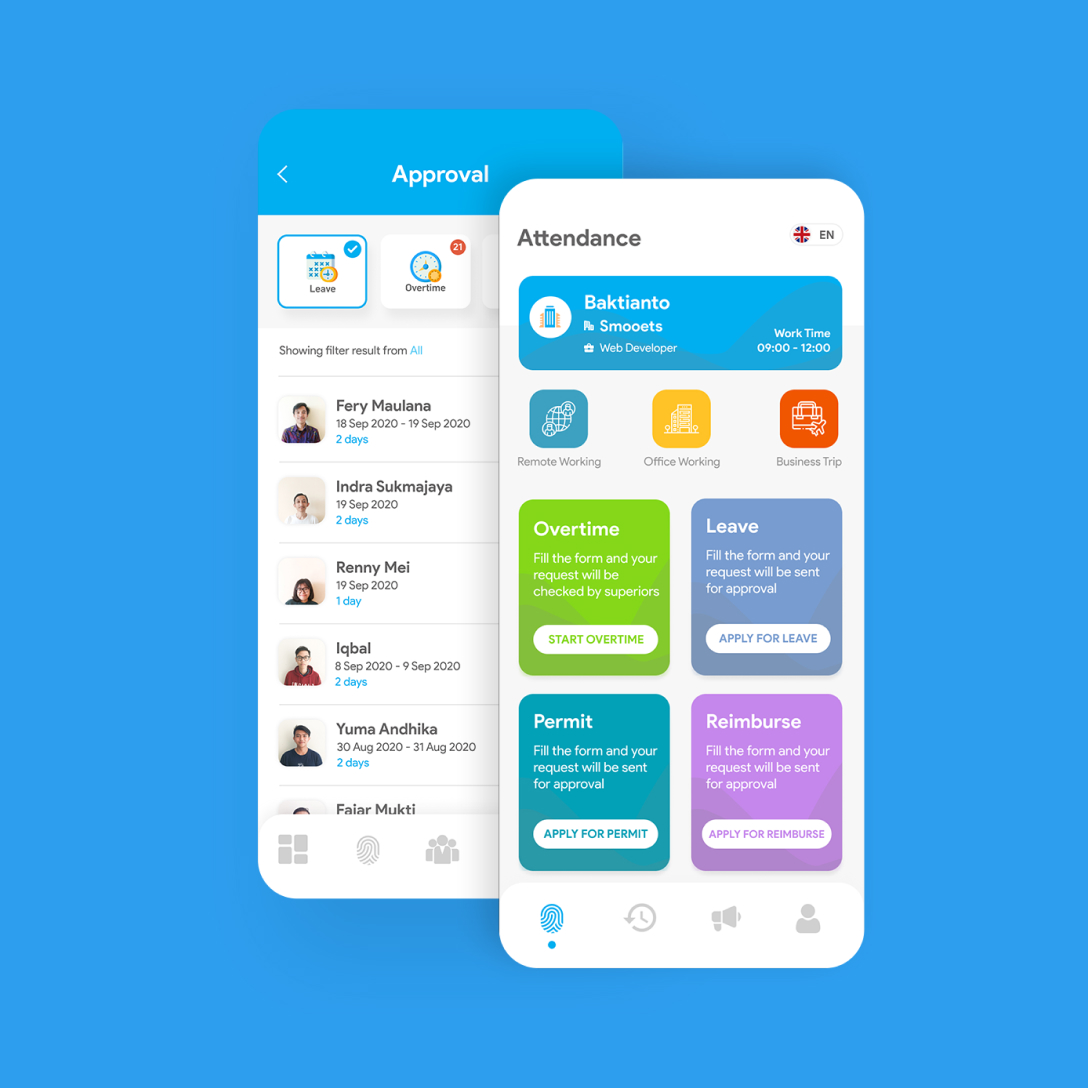 Approval
Leave
21
Overtime
Showing filter result from All
Fery Maulana
18 Sep 2020 - 19 Sep 2020
2 days
Indra Sukmajaya
19 Sep 2020
2 days
Renny Mei
19 Sep 2020
1 day
Iqbal
8 Sep 2020 - 9 Sep 2020
2 days
Yuma Andhika
30 Aug 2020 - 31 Aug 2020
2 days
Fajar Mukti
Attendance
EN
Baktianto
Smooets
Web Developer
Work Time
09:00 - 12:00
Remote Working
Office Working
Business Trip
Overtime
Fill the form and your
request will be
checked by superiors
START OVERTIME
Leave
Fill the form and your
request will be sent
for approval
APPLY FOR LEAVE
Permit
Fill the form and your
request will be sent
for approval
APPLY FOR PERMIT
Reimburse
Fill the form and your
request will be sent
for approval
APPLY FOR REIMBURSE